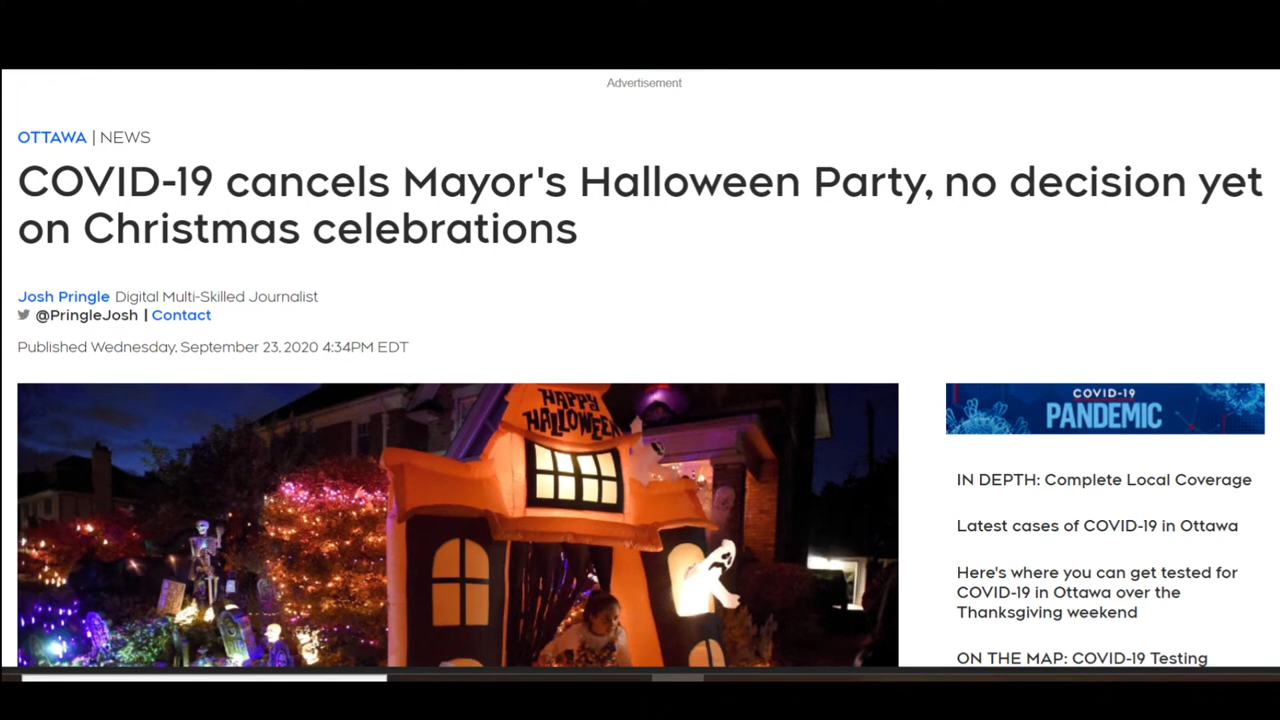 Advertisement
OTTAWA | NEWS
COVID-19 cancels Mayor's Halloween Party, no decision yet
on Christmas celebrations
Josh Pringle Digital Multi-Skilled Journalist
@PringleJosh | Contact
Published Wednesday, September 23, 2020 4:34PM EDT
HAPPY
HALLOWEEN
COVID-19
PANDEMIC
IN DEPTH: Complete Local Coverage
Latest cases of COVID-19 in Ottawa
Here's where you can get tested for
COVID-19 in Ottawa over the
Thanksgiving weekend
ON THE MAP: COVID-19 Testing